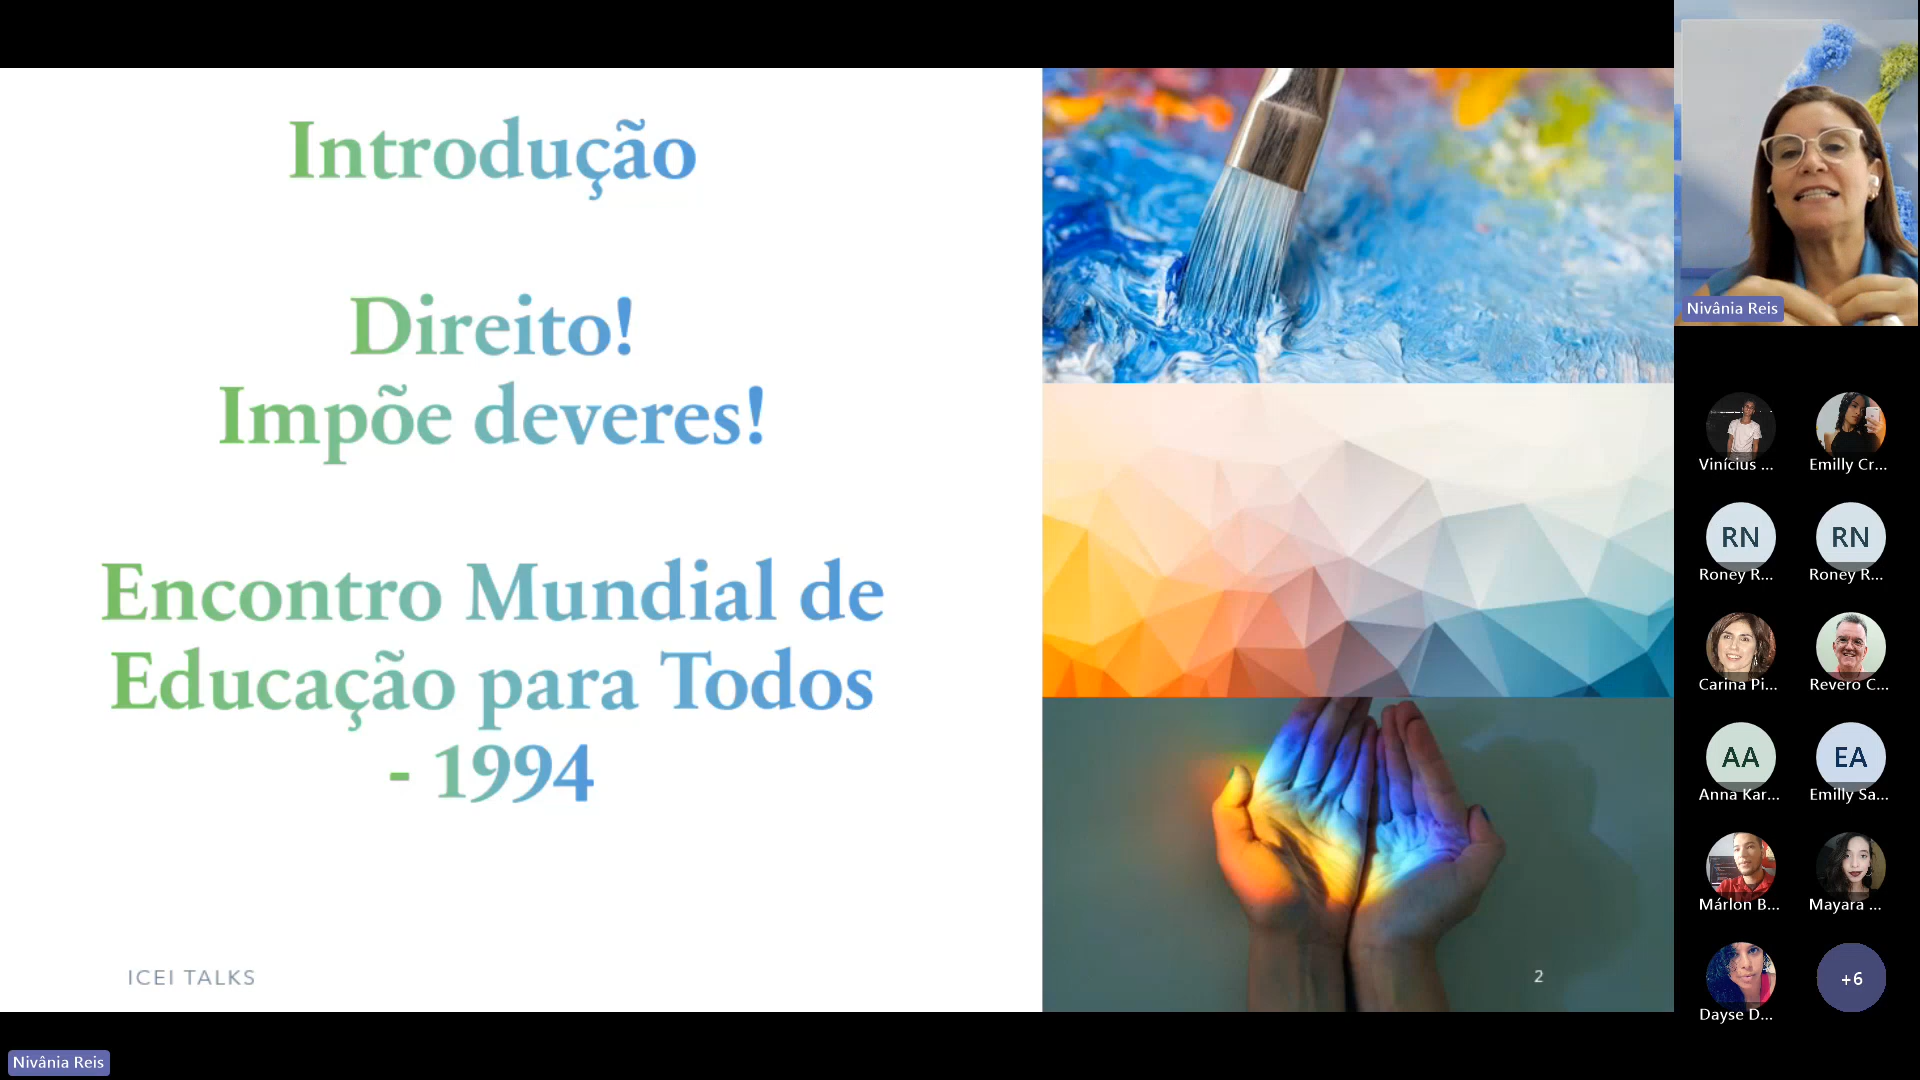 Introdução
Direito!
Impõe deveres!
Encontro Mundial de
Educação para Todos
- 1994
ICEI TALKS
2
Nivânia Reis
Nivânia Reis
Vinícius ...
Emilly Cr...
RN
RN
Roney R...
Roney R...
Carina Pi...
Revero C...
AA
EA
Anna Kar...
Emilly Sa...
Márlon B...
Mayara ...
+6
Dayse D...